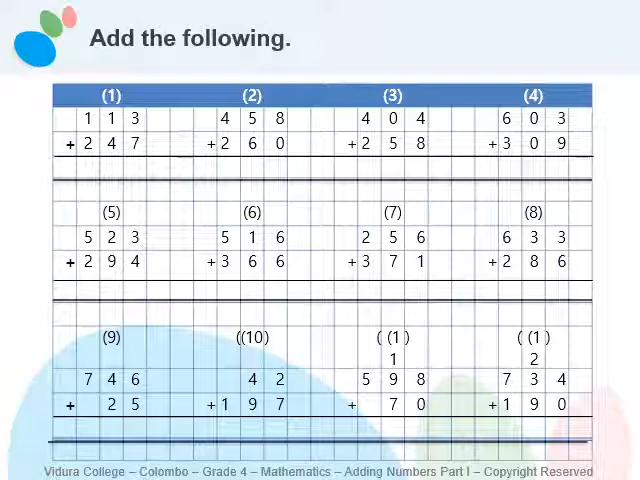 Add the following.
(1) (2) (3) (4)
1 1 3 4 5 8 4 0 4 6 0 3
+ 2 4 7 + 2 6 0 + 2 5 8 + 3 0 9
(5) (6) (7) (8)
5 2 3 5 1 6 2 5 6 6 3 3
+ 2 9 4 + 3 6 6 + 3 7 1 + 2 8 6
(9) ((10) ( (1 ) ( (1 )
1 2
7 4 6 4 2 5 9 8 7 3 4
+ 2 5 + 1 9 7 + 7 0 + 1 9 0
Vidura College – Colombo – Grade 4 – Mathematics – Adding Numbers Part I – Copyright Reserved